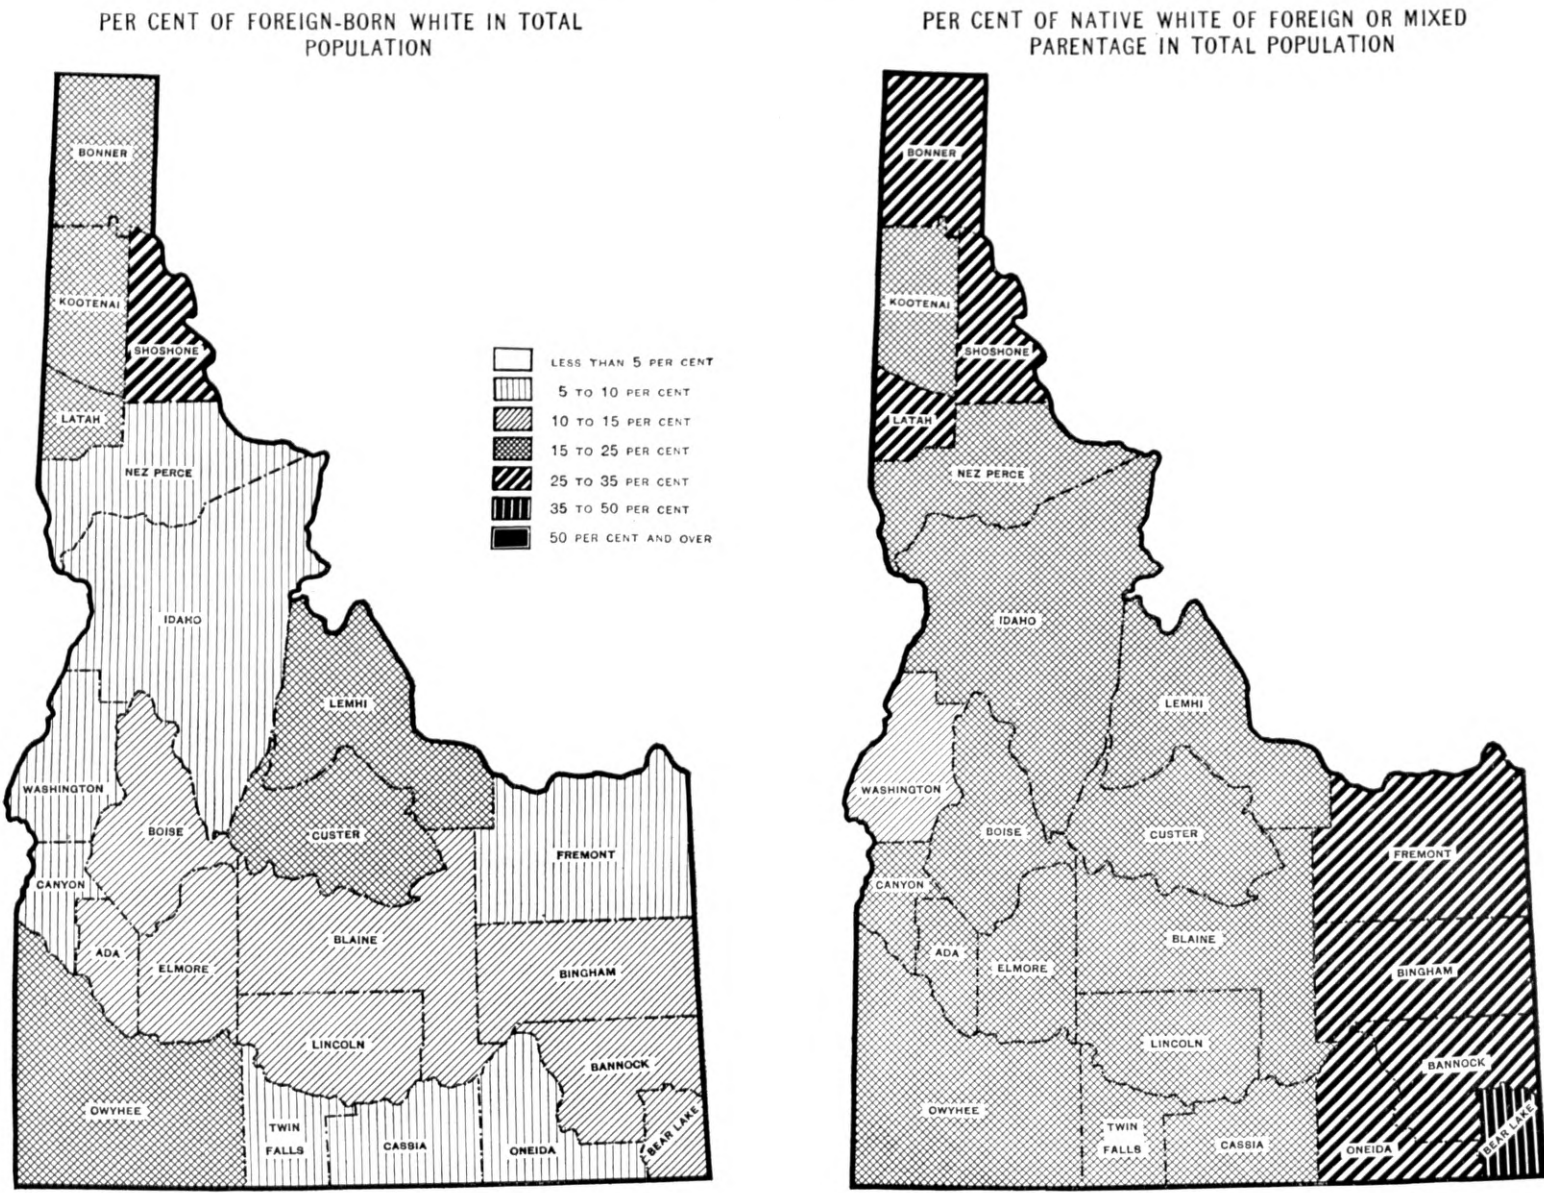 PER CENT OF FOREIGN-BORN WHITE IN TOTAL
POPULATION
BONNER
KOOTENAI
SHOSHONE
LATAH
NEZ PERCE
IDAHO
LEMHI
WASHINGTON
BOISE
CUSTER
FREMONT
CANYON
ADA
ELMORE
BLAINE
BINGHAM
LINCOLN
BANNOCK
OWYHEE
TWIN
FALLS
CASSIA
ONEIDA
BEAR LAKE
LESS THAN 5 PER CENT
5 TO 10 PER CENT
10 TO 15 PER CENT
15 TO 25 PER CENT
25 TO 35 PER CENT
35 TO 50 PER CENT
50 PER CENT AND OVER
PER CENT OF NATIVE WHITE OF FOREIGN OR MIXED
PARENTAGE IN TOTAL POPULATION
BONNER
KOOTENAI
SHOSHONE
LATAH
NEZ PERCE
IDAHO
LEMHI
WASHINGTON
BOISE
CUSTER
FREMONT
CANYON
ADA
ELMORE
BLAINE
BINGHAM
LINCOLN
BANNOCK
OWYHEE
TWIN
FALLS
CASSIA
ONEIDA
BEAR LAKE